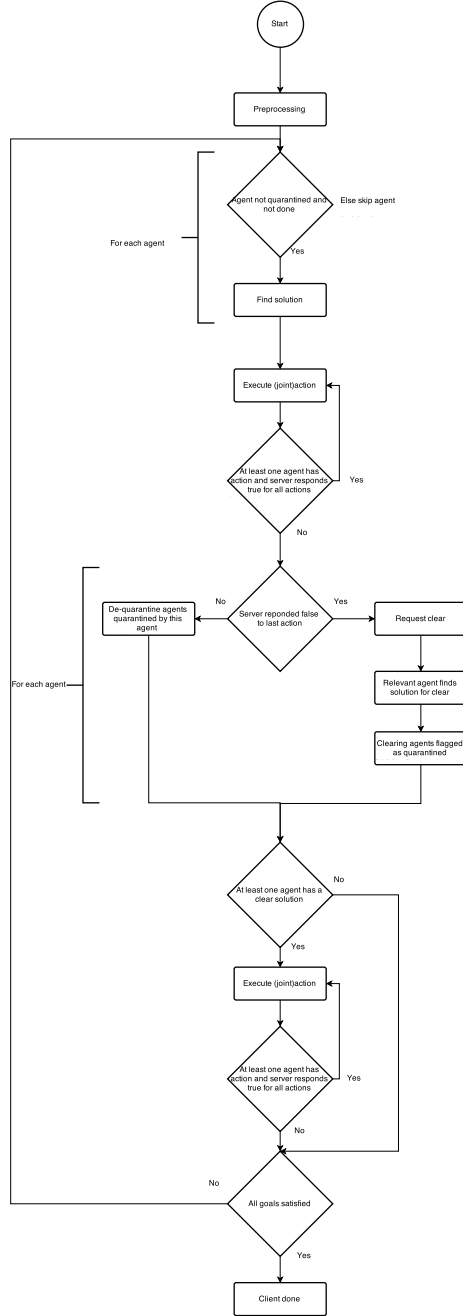 Start
Preprocessing
Agent not quarantined and
not done
Else skip agent
For each agent
Yes
Find solution
Execute (joint)action
At least one agent has
action and server responds
true for all actions
Yes
No
No
Server reponded false
to last action
Yes
De-quarantine agents
quarantined by this
agent
Request clear
For each agent
Relevant agent finds
solution for clear
Clearing agents flagged
as quarantined
At least one agent has a
clear solution
No
Yes
Execute (joint)action
At least one agent has
action and server responds
true for all actions
Yes
No
No
All goals satisfied
Yes
Client done